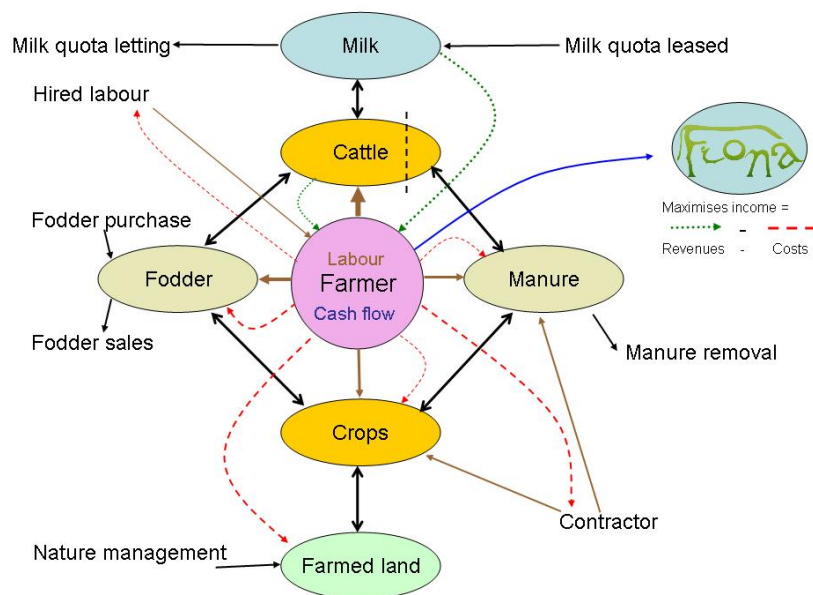 Milk quota letting
Milk
Milk quota leased
Hired labour
Cattle
Fiona
Maximises income =
-
Revenues - Costs
Fodder purchase
Labour
Fodder
Farmer
Manure
Cash flow
Fodder sales
Manure removal
Crops
Contractor
Nature management
Farmed land